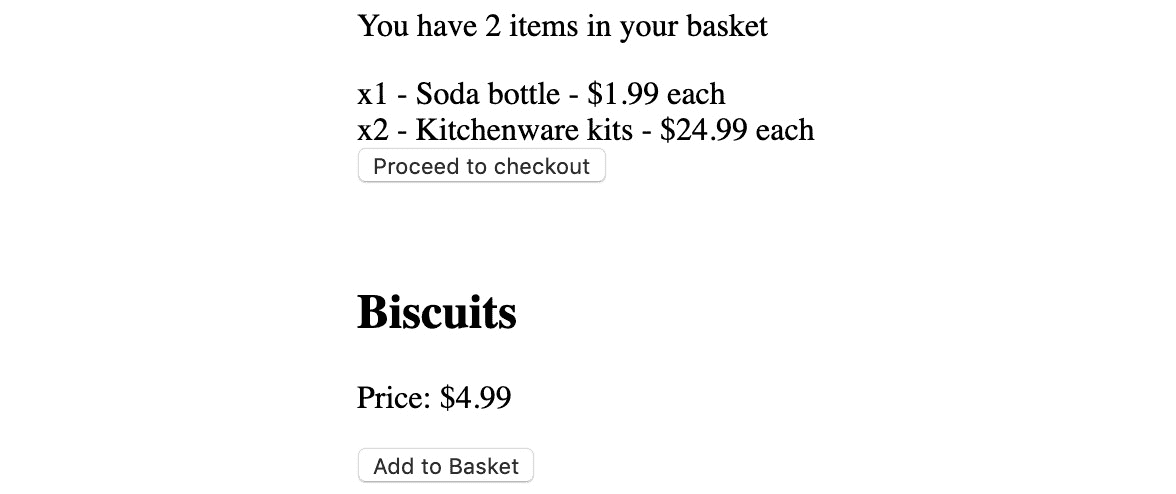 You have 2 items in your basket
x1 - Soda bottle - $1.99 each
x2 - Kitchenware kits - $24.99 each
Proceed to checkout
Biscuits
Price: $4.99
Add to Basket